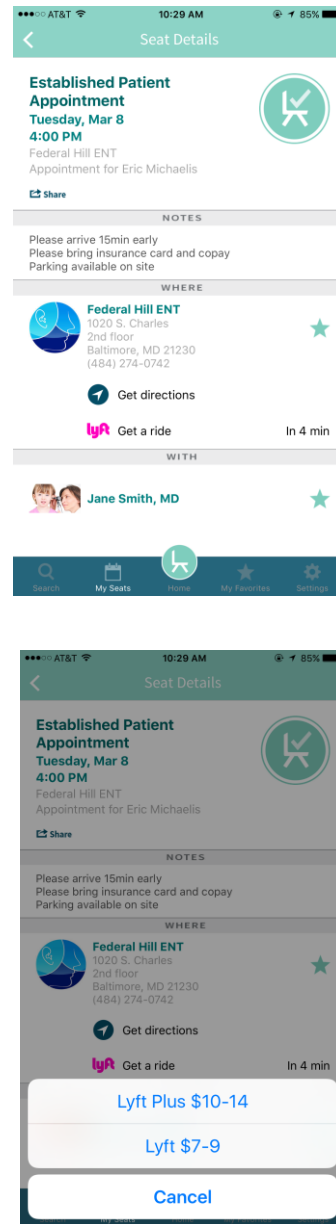 AT&T 10:29 AM 85%
Seat Details
Established Patient
Appointment
Tuesday, Mar 8
4:00 PM
Federal Hill ENT
Appointment for Eric Michaelis
Share
NOTES
Please arrive 15min early
Please bring insurance card and copay
Parking available on site
WHERE
Federal Hill ENT
1020 S. Charles
2nd floor
Baltimore, MD 21230
(484) 274-0742
Get directions
lyft Get a ride In 4 min
WITH
Jane Smith, MD
Search My Seats Home My Favorites Settings
AT&T 10:29 AM 85%
Seat Details
Established Patient
Appointment
Tuesday, Mar 8
4:00 PM
Federal Hill ENT
Appointment for Eric Michaelis
Share
NOTES
Please arrive 15min early
Please bring insurance card and copay
Parking available on site
WHERE
Federal Hill ENT
1020 S. Charles
2nd floor
Baltimore, MD 21230
(484) 274-0742
Get directions
lyft Get a ride In 4 min
Lyft Plus $10-14
Lyft $7-9
Cancel